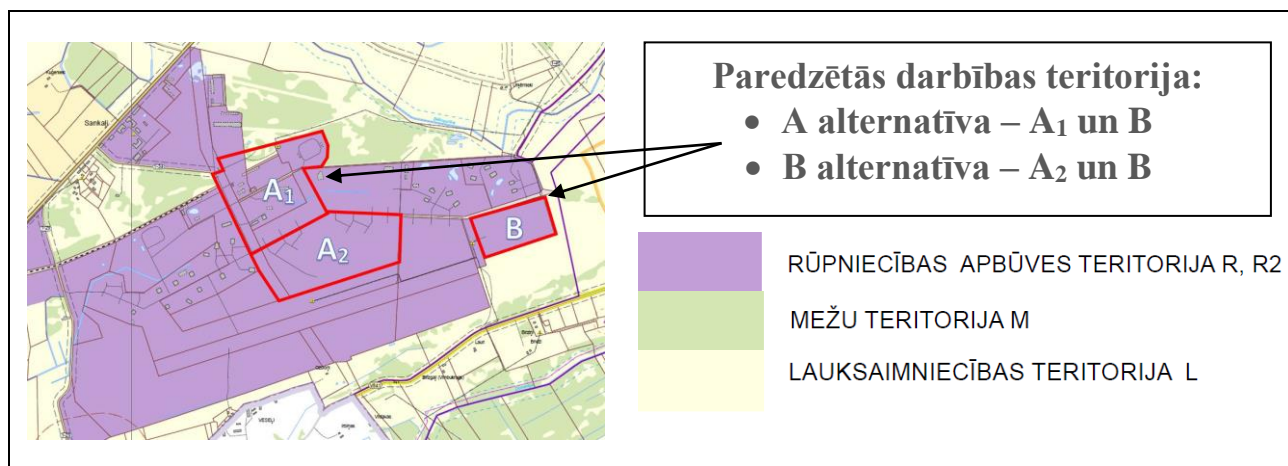 Paredzētās darbības teritorija:
• A alternatīva – A₁ un B
• B alternatīva – A₂ un B
Sankaļi
A₁
A₂
B
VECEĻI
RŪPNIECĪBAS APBŪVES TERITORIJA R, R2
MEŽU TERITORIJA M
LAUKSAIMNIECĪBAS TERITORIJA L